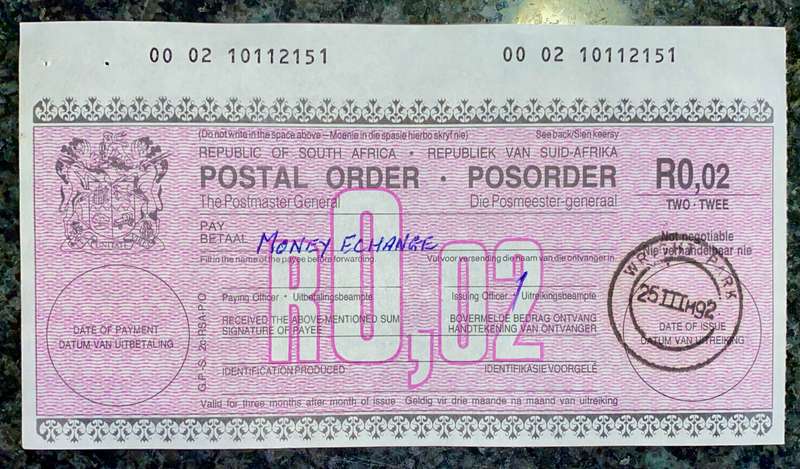 00 02 10112151 00 02 10112151
(Do not write in the space above – Moenie in die spasie hierbo skryf nie) See back/Sien keersy
REPUBLIC OF SOUTH AFRICA · REPUBLIEK VAN SUID-AFRIKA
POSTAL ORDER · POSORDER R0,02
The Postmaster General Die Posmeester-generaal TWO · TWEE
PAY
BETAAL MONEY ECHANGE
Not negotiable
Nie verhandelbaar nie
Fill in the name of the payee before forwarding. Vul voor versending die naam van die ontvanger in
R0,02
Paying Officer · Uitbetalingsbeampte Issuing Officer · Uitreikingsbeampte
25 III 92
RECEIVED THE ABOVE-MENTIONED SUM BOVERMELDE BEDRAG ONTVANG
SIGNATURE OF PAYEE HANDTEKENING VAN ONTVANGER
DATE OF PAYMENT
DATUM VAN UITBETALING
DATE OF ISSUE
DATUM VAN UITREIKING
IDENTIFICATION PRODUCED IDENTIFIKASIE VOORGELÊ
Valid for three months after month of issue Geldig vir drie maande na maand van uitreiking